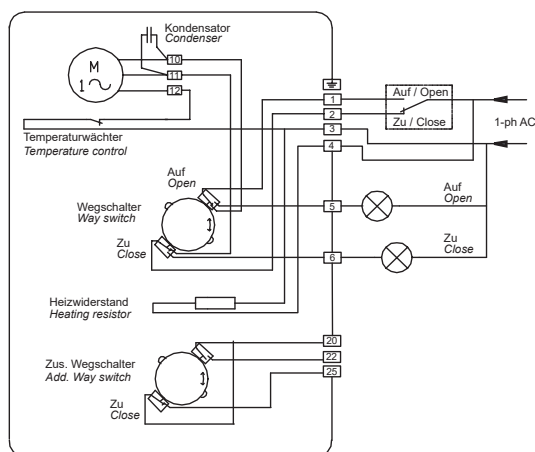 Kondensator
Condenser
M
1
10
11
12
Temperaturwächter
Temperature control
1
2
3
4
Auf / Open
Zu / Close
1-ph AC
Auf
Open
Wegschalter
Way switch
Zu
Close
5
Auf
Open
6
Zu
Close
Heizwiderstand
Heating resistor
20
22
25
Zus. Wegschalter
Add. Way switch
Zu
Close